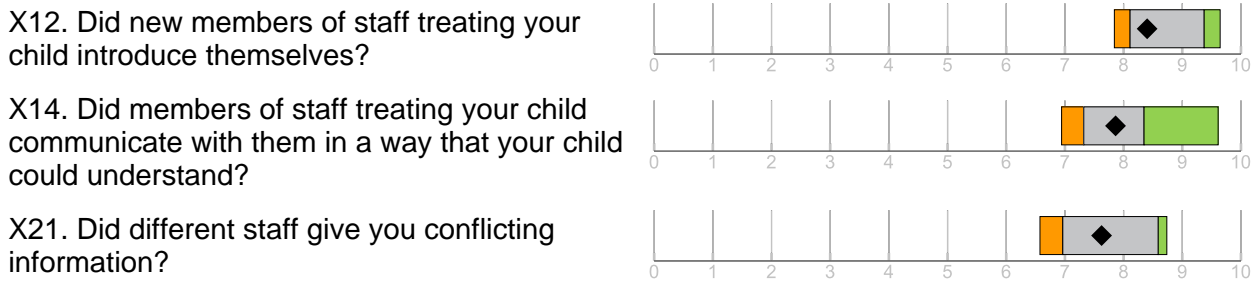 X12. Did new members of staff treating your
child introduce themselves?
0 1 2 3 4 5 6 7 8 9 10
X14. Did members of staff treating your child
communicate with them in a way that your child
could understand?
0 1 2 3 4 5 6 7 8 9 10
X21. Did different staff give you conflicting
information?
0 1 2 3 4 5 6 7 8 9 10